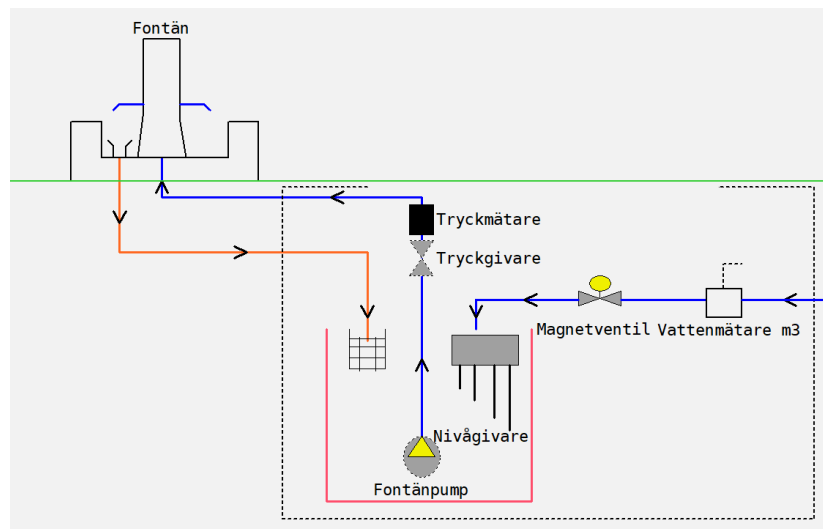 Fontän
Tryckmätare
Tryckgivare
Magnetventil
Vattenmätare m3
Nivågivare
Fontänpump